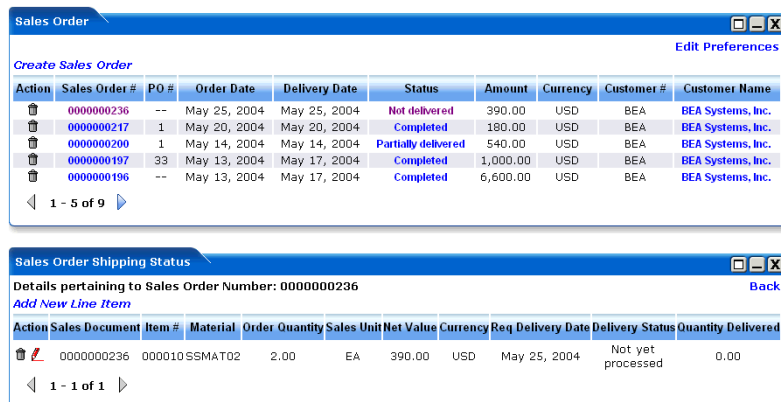 Sales Order
Edit Preferences
Create Sales Order
Action Sales Order # PO # Order Date Delivery Date Status Amount Currency Customer # Customer Name
0000000236 -- May 25, 2004 May 25, 2004 Not delivered 390.00 USD BEA BEA Systems, Inc.
0000000217 1 May 20, 2004 May 20, 2004 Completed 180.00 USD BEA BEA Systems, Inc.
0000000200 1 May 14, 2004 May 14, 2004 Partially delivered 540.00 USD BEA BEA Systems, Inc.
0000000197 33 May 13, 2004 May 17, 2004 Completed 1,000.00 USD BEA BEA Systems, Inc.
0000000196 -- May 13, 2004 May 17, 2004 Completed 6,600.00 USD BEA BEA Systems, Inc.
1 - 5 of 9
Sales Order Shipping Status
Details pertaining to Sales Order Number: 0000000236 Back
Add New Line Item
Action Sales Document Item # Material Order Quantity Sales Unit Net Value Currency Req Delivery Date Delivery Status Quantity Delivered
0000000236 000010 SSMAT02 2.00 EA 390.00 USD May 25, 2004 Not yet processed 0.00
1 - 1 of 1